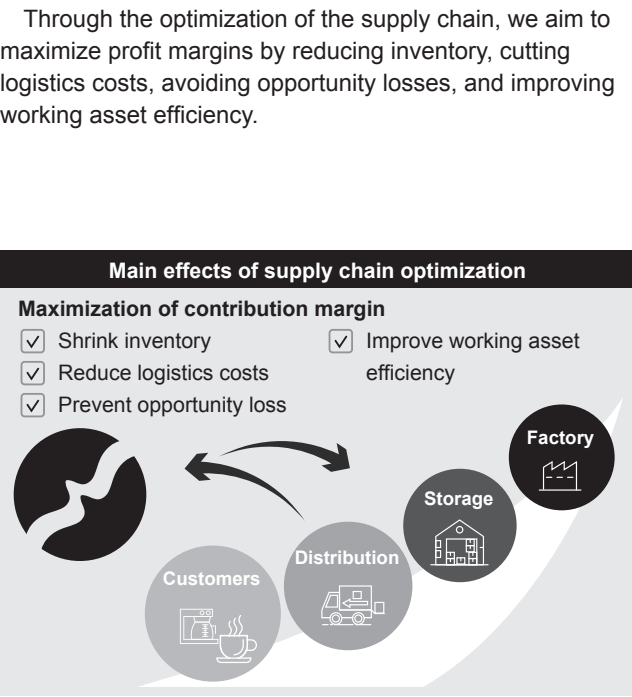 Through the optimization of the supply chain, we aim to
maximize profit margins by reducing inventory, cutting
logistics costs, avoiding opportunity losses, and improving
working asset efficiency.
Main effects of supply chain optimization
Maximization of contribution margin
Shrink inventory
Reduce logistics costs
Prevent opportunity loss
Improve working asset
efficiency
Factory
Storage
Distribution
Customers